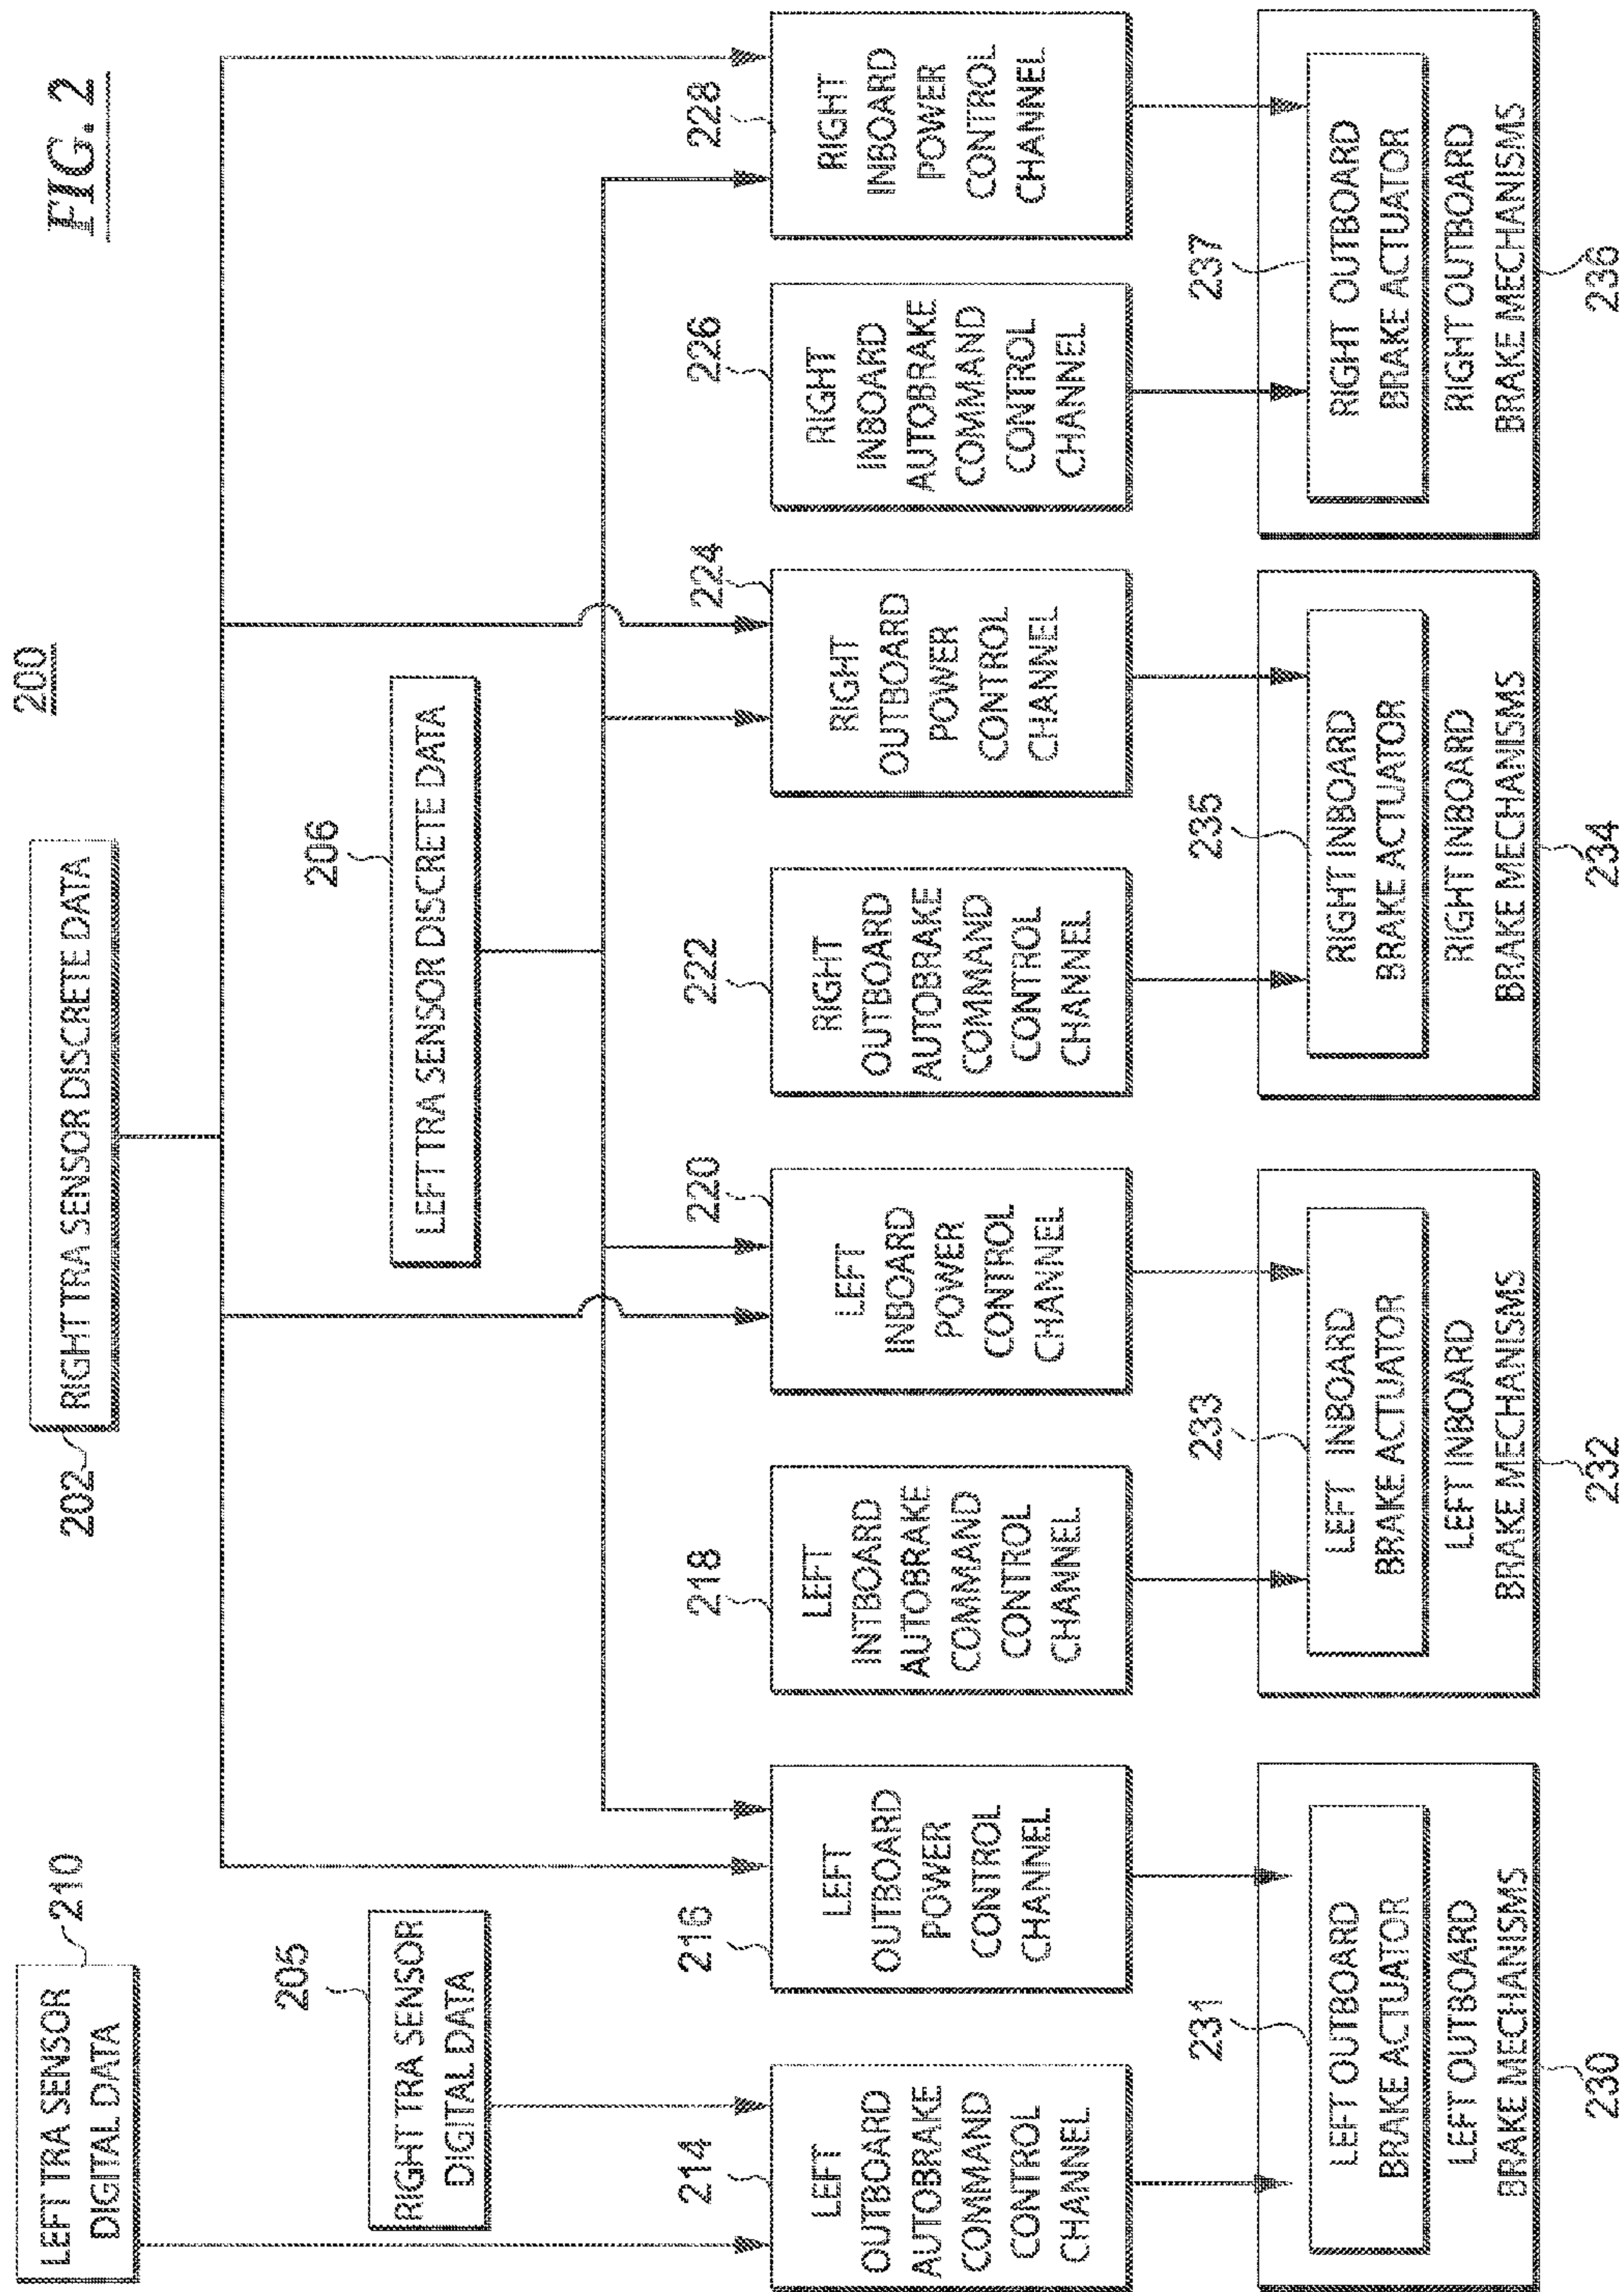 FIG. 2
200
LEFT TRA SENSOR
DIGITAL DATA
210
202
RIGHT TRA SENSOR DISCRETE DATA
205
RIGHT TRA SENSOR
DIGITAL DATA
206
LEFT TRA SENSOR DISCRETE DATA
214
LEFT
OUTBOARD
AUTOBRAKE
COMMAND
CONTROL
CHANNEL
216
LEFT
OUTBOARD
POWER
CONTROL
CHANNEL
218
LEFT
INTBOARD
AUTOBRAKE
COMMAND
CONTROL
CHANNEL
220
LEFT
INBOARD
POWER
CONTROL
CHANNEL
222
RIGHT
OUTBOARD
AUTOBRAKE
COMMAND
CONTROL
CHANNEL
224
RIGHT
OUTBOARD
POWER
CONTROL
CHANNEL
226
RIGHT
INBOARD
AUTOBRAKE
COMMAND
CONTROL
CHANNEL
228
RIGHT
INBOARD
POWER
CONTROL
CHANNEL
231
LEFT OUTBOARD
BRAKE ACTUATOR
LEFT OUTBOARD
BRAKE MECHANISMS
230
233
LEFT INBOARD
BRAKE ACTUATOR
LEFT INBOARD
BRAKE MECHANISMS
232
235
RIGHT INBOARD
BRAKE ACTUATOR
RIGHT INBOARD
BRAKE MECHANISMS
234
237
RIGHT OUTBOARD
BRAKE ACTUATOR
RIGHT OUTBOARD
BRAKE MECHANISMS
236